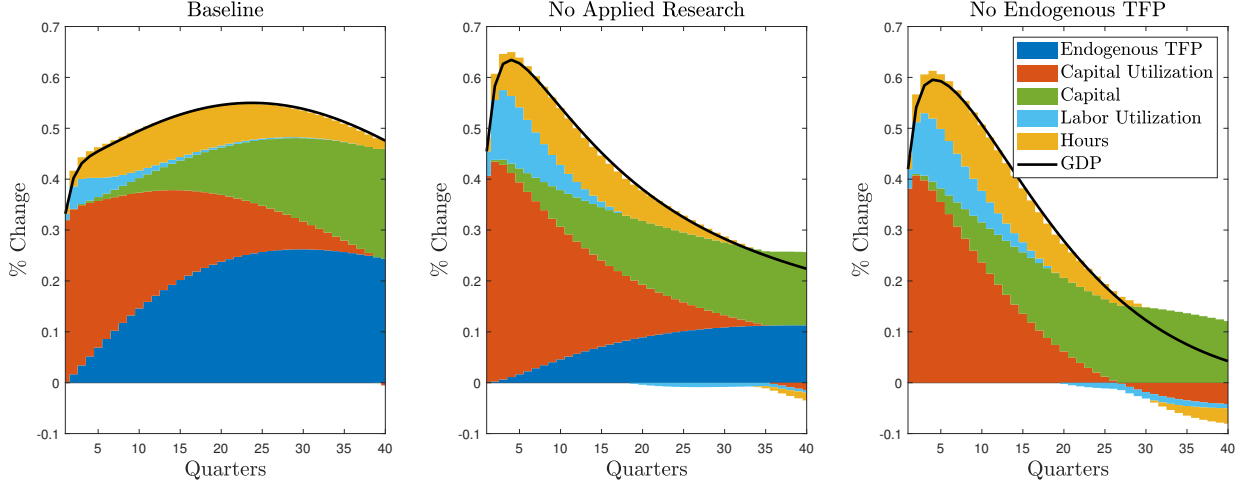 Baseline
0.7
0.6
0.5
0.4
0.3
0.2
0.1
0
-0.1
% Change
5 10 15 20 25 30 35 40
Quarters
No Applied Research
0.7
0.6
0.5
0.4
0.3
0.2
0.1
0
-0.1
% Change
5 10 15 20 25 30 35 40
Quarters
No Endogenous TFP
0.7
0.6
0.5
0.4
0.3
0.2
0.1
0
-0.1
% Change
5 10 15 20 25 30 35 40
Quarters
Endogenous TFP
Capital Utilization
Capital
Labor Utilization
Hours
GDP